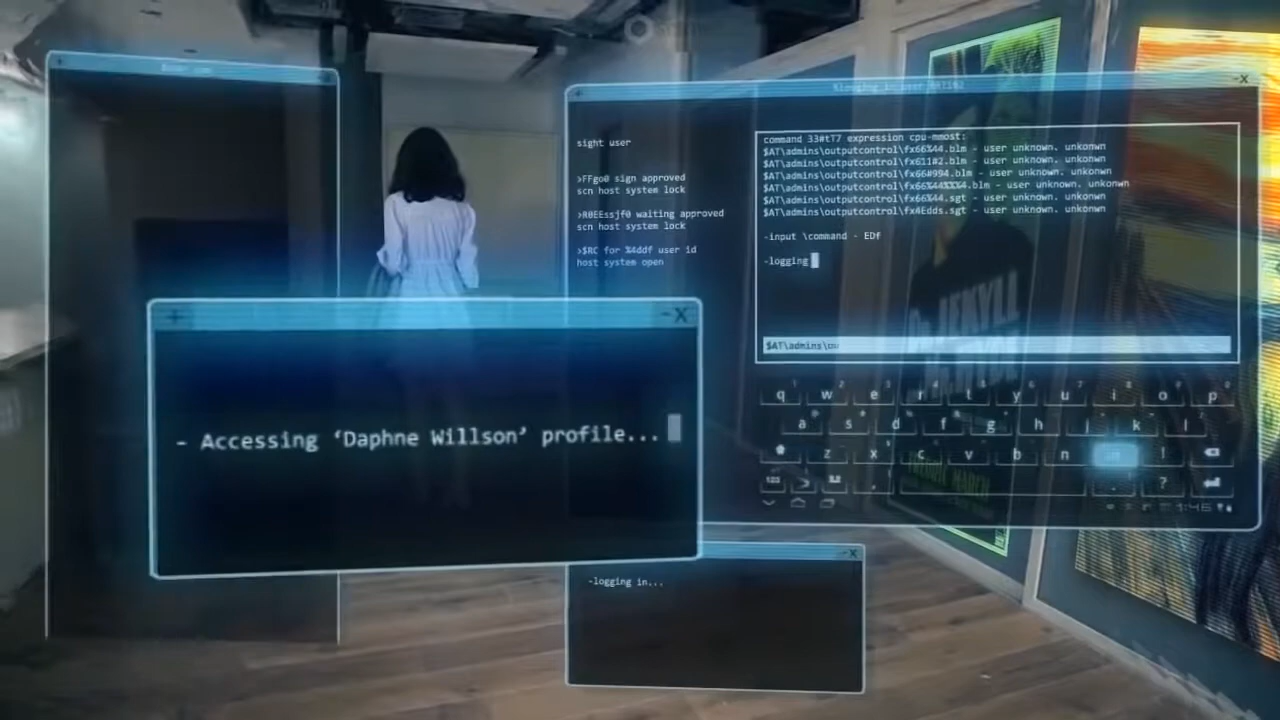 sight user
>FFgo0 sign approved
scn host system lock
>R0EEssjf0 waiting approved
scn host system lock
>$RC for %4ddf user id
host system open
command 33#tT7 expression cpu-mmost:
$AT\admins\outputcontrol\fx66%44.blm - user unknown. unkonwn
$AT\admins\outputcontrol\fx611#2.blm - user unknown. unkonwn
$AT\admins\outputcontrol\fx66#994.blm - user unknown. unkonwn
$AT\admins\outputcontrol\fx66%44%%%4.blm - user unknown. unkonwn
$AT\admins\outputcontrol\fx66%44.sgt - user unknown. unkonwn
$AT\admins\outputcontrol\fx4Edds.sgt - user unknown. unkonwn
-input \command - EDf
-logging
$AT\admins\ou
JEKYLL
q w e r t y u i o p
a s d f g h j k l
z x c v b n !
123 ?
- Accessing ‘Daphne Willson’ profile...
-logging in...